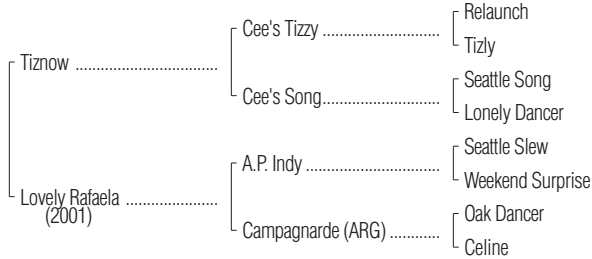 Relaunch
Cee's Tizzy ............................
Tizly
Tiznow ..................................
Seattle Song
Cee's Song............................
Lonely Dancer
Seattle Slew
A.P. Indy ................................
Weekend Surprise
Lovely Rafaela ......................
(2001)
Oak Dancer
Campagnarde (ARG) ............
Celine